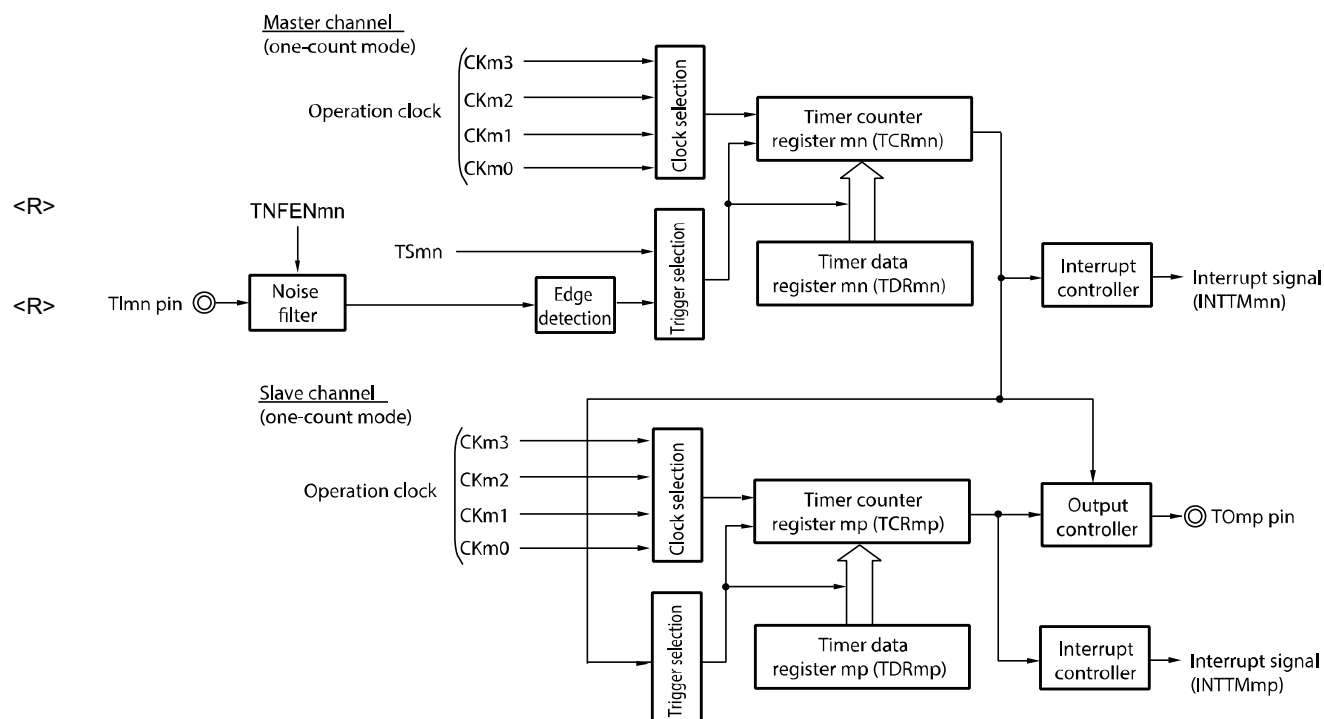 Master channel
(one-count mode)
Operation clock
CKm3
CKm2
CKm1
CKm0
Clock selection
Timer counter
register mn (TCRmn)
<R>
TNFENmn
TSmn
Trigger selection
Timer data
register mn (TDRmn)
Interrupt
controller
Interrupt signal
(INTTMmn)
<R>
TImn pin
Noise
filter
Edge
detection
Slave channel
(one-count mode)
Operation clock
CKm3
CKm2
CKm1
CKm0
Clock selection
Timer counter
register mp (TCRmp)
Output
controller
TOmp pin
Trigger selection
Timer data
register mp (TDRmp)
Interrupt
controller
Interrupt signal
(INTTMmp)